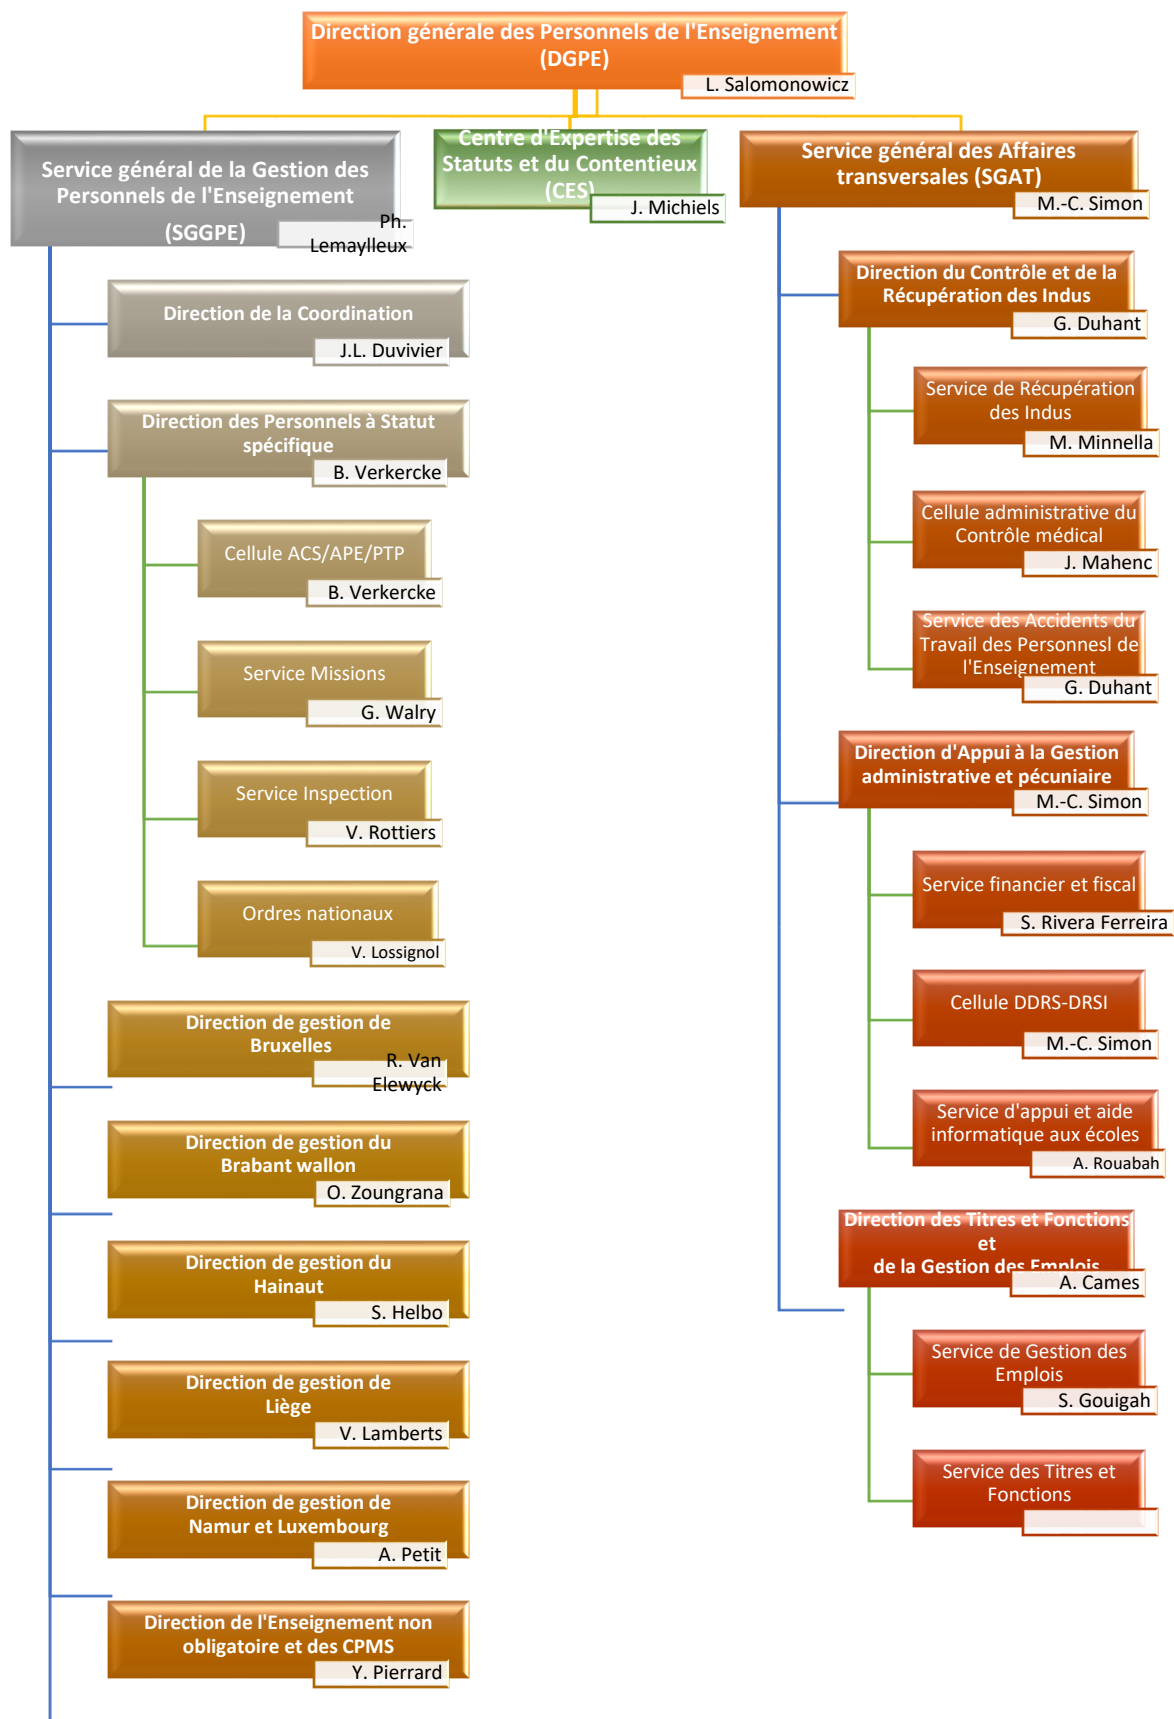 Direction générale des Personnels de l'Enseignement
(DGPE)
L. Salomonowicz
Service général de la Gestion des
Personnels de l'Enseignement
(SGGPE)
Ph.
Lemaylleux
Centre d'Expertise des
Statuts et du Contentieux
(CES)
J. Michiels
Service général des Affaires
transversales (SGAT)
M.-C. Simon
Direction de la Coordination
J.L. Duvivier
Direction des Personnels à Statut
spécifique
B. Verkercke
Cellule ACS/APE/PTP
B. Verkercke
Service Missions
G. Walry
Service Inspection
V. Rottiers
Ordres nationaux
V. Lossignol
Direction de gestion de
Bruxelles
R. Van
Elewyck
Direction de gestion du
Brabant wallon
O. Zoungrana
Direction de gestion du
Hainaut
S. Helbo
Direction de gestion de
Liège
V. Lamberts
Direction de gestion de
Namur et Luxembourg
A. Petit
Direction de l'Enseignement non
obligatoire et des CPMS
Y. Pierrard
Direction du Contrôle et de la
Récupération des Indus
G. Duhant
Service de Récupération
des Indus
M. Minnella
Cellule administrative du
Contrôle médical
J. Mahenc
Service des Accidents du
Travail des Personnesl de
l'Enseignement
G. Duhant
Direction d'Appui à la Gestion
administrative et pécuniaire
M.-C. Simon
Service financier et fiscal
S. Rivera Ferreira
Cellule DDRS-DRSI
M.-C. Simon
Service d'appui et aide
informatique aux écoles
A. Rouabah
Direction des Titres et Fonctions
et
de la Gestion des Emplois
A. Cames
Service de Gestion des
Emplois
S. Gouigah
Service des Titres et
Fonctions